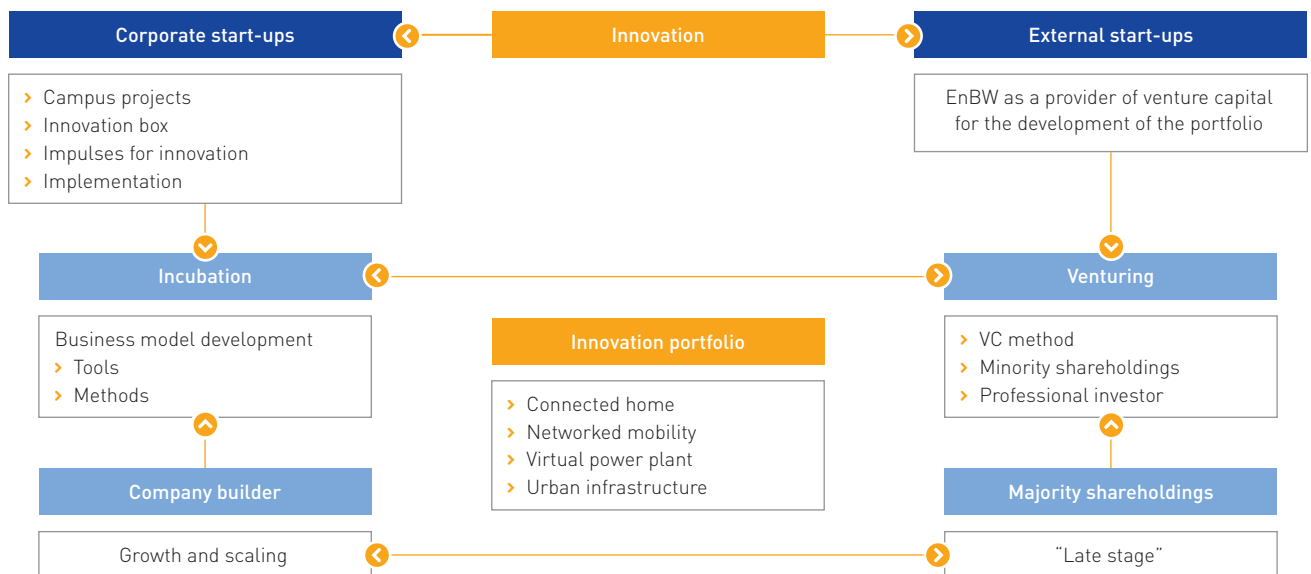 Corporate start-ups
Innovation
External start-ups
Campus projects
Innovation box
Impulses for innovation
Implementation
EnBW as a provider of venture capital
for the development of the portfolio
Incubation
Venturing
Business model development
Tools
Methods
Innovation portfolio
Connected home
Networked mobility
Virtual power plant
Urban infrastructure
VC method
Minority shareholdings
Professional investor
Company builder
Majority shareholdings
Growth and scaling
“Late stage”